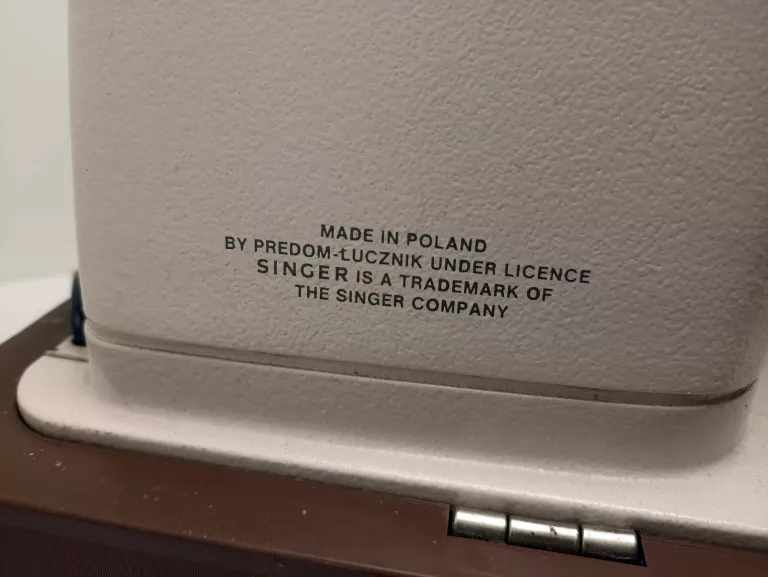 MADE IN POLAND
BY PREDOM-ŁUCZNIK UNDER LICENCE
SINGER IS A TRADEMARK OF
THE SINGER COMPANY